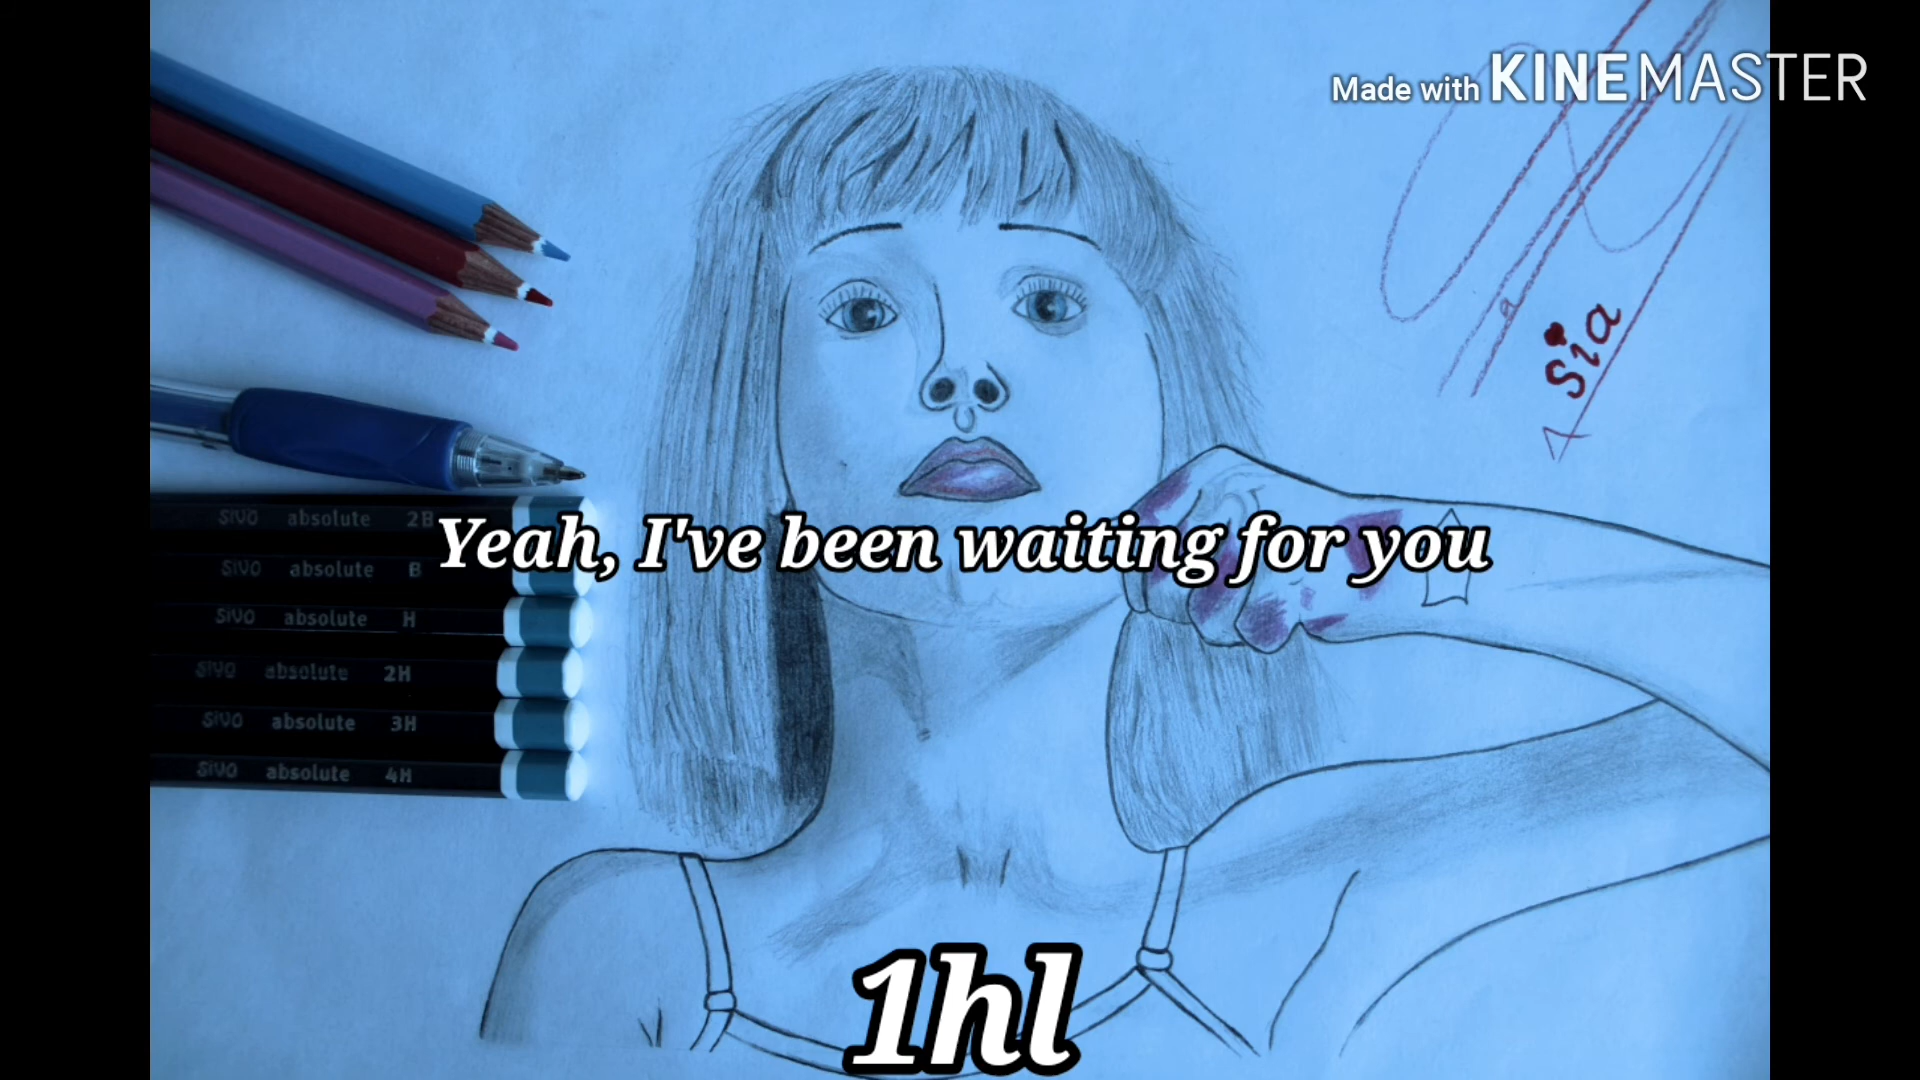 Made with KINEMASTER
sia
sivo absolute 2B
Yeah, I've been waiting for you
sivo absolute B
sivo absolute H
sivo absolute 2H
sivo absolute 3H
sivo absolute 4H
1hl